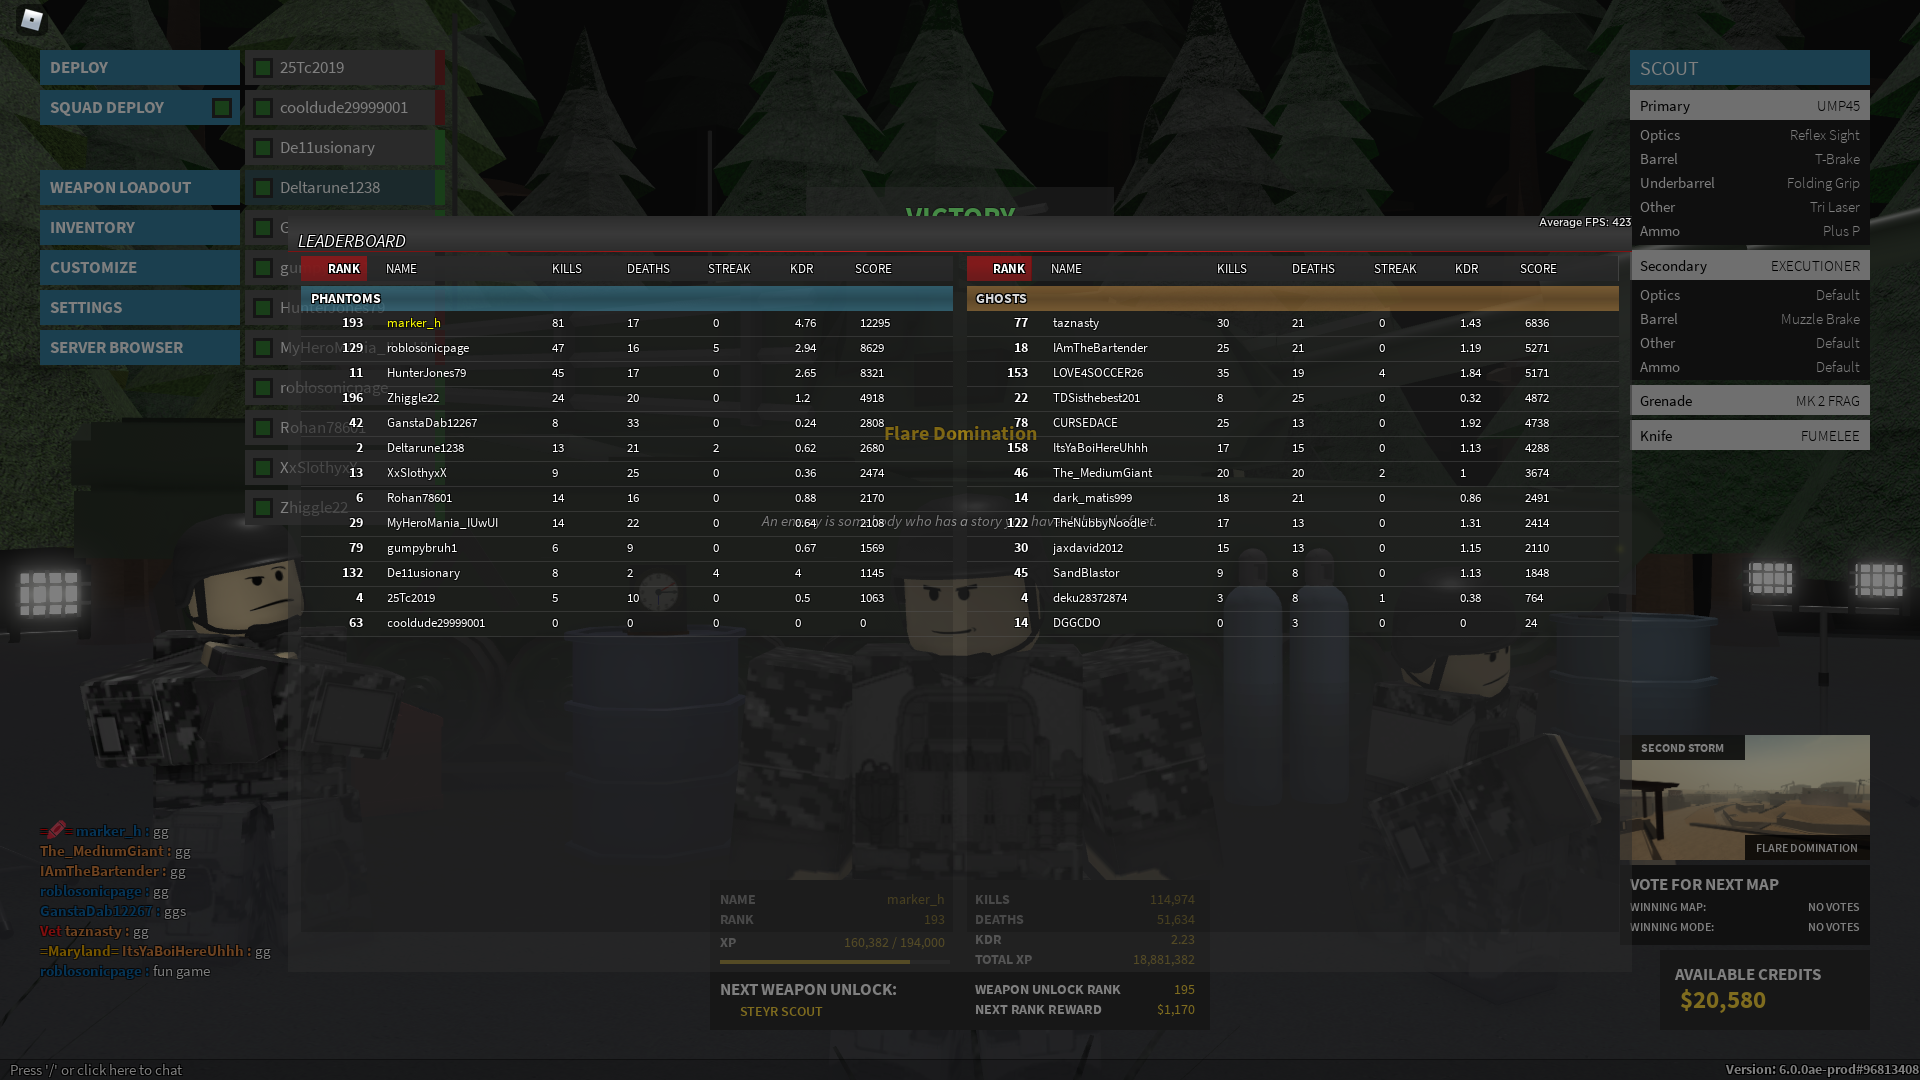 DEPLOY
SQUAD DEPLOY
WEAPON LOADOUT
INVENTORY
CUSTOMIZE
SETTINGS
SERVER BROWSER
25Tc2019
cooldude29999001
De11usionary
Deltarune1238
roblosonicpage
Rohan78601
Zhiggle22
VICTORY
Average FPS: 423
LEADERBOARD
RANK NAME KILLS DEATHS STREAK KDR SCORE
PHANTOMS
193 marker_h 81 17 0 4.76 12295
129 roblosonicpage 47 16 5 2.94 8629
11 HunterJones79 45 17 0 2.65 8321
196 Zhiggle22 24 20 0 1.2 4918
42 GanstaDab12267 8 33 0 0.24 2808
2 Deltarune1238 13 21 2 0.62 2680
13 XxSlothyxX 9 25 0 0.36 2474
6 Rohan78601 14 16 0 0.88 2170
29 MyHeroMania_IUwUI 14 22 0 0.64 2108
79 gumpybruh1 6 9 0 0.67 1569
132 De11usionary 8 2 4 4 1145
4 25Tc2019 5 10 0 0.5 1063
63 cooldude29999001 0 0 0 0 0
RANK NAME KILLS DEATHS STREAK KDR SCORE
GHOSTS
77 taznasty 30 21 0 1.43 6836
18 IAmTheBartender 25 21 0 1.19 5271
153 LOVE4SOCCER26 35 19 4 1.84 5171
22 TDSisthebest201 8 25 0 0.32 4872
78 CURSEDACE 25 13 0 1.92 4738
158 ItsYaBoiHereUhhh 17 15 0 1.13 4288
46 The_MediumGiant 20 20 2 1 3674
14 dark_matis999 18 21 0 0.86 2491
122 TheNubbyNoodle 17 13 0 1.31 2414
30 jaxdavid2012 15 13 0 1.15 2110
45 SandBlastor 9 8 0 1.13 1848
4 deku28372874 3 8 1 0.38 764
14 DGGCDO 0 3 0 0 24
Flare Domination
An enemy is somebody who has a story you have
SCOUT
Primary UMP45
Optics Reflex Sight
Barrel T-Brake
Underbarrel Folding Grip
Other Tri Laser
Ammo Plus P
Secondary EXECUTIONER
Optics Default
Barrel Muzzle Brake
Other Default
Ammo Default
Grenade MK 2 FRAG
Knife FUMELEE
SECOND STORM
FLARE DOMINATION
VOTE FOR NEXT MAP
WINNING MAP: NO VOTES
WINNING MODE: NO VOTES
AVAILABLE CREDITS
$20,580
marker_h : gg
The_MediumGiant : gg
IAmTheBartender : gg
roblosonicpage : gg
GanstaDab12267 : ggs
Vet taznasty : gg
=Maryland= ItsYaBoiHereUhhh : gg
roblosonicpage : fun game
NAME marker_h
RANK 193
XP 160,382 / 194,000
NEXT WEAPON UNLOCK:
STEYR SCOUT
KILLS 114,974
DEATHS 51,634
KDR 2.23
TOTAL XP 18,881,382
WEAPON UNLOCK RANK 195
NEXT RANK REWARD $1,170
Press '/' or click here to chat
Version: 6.0.0ae-prod#96813408